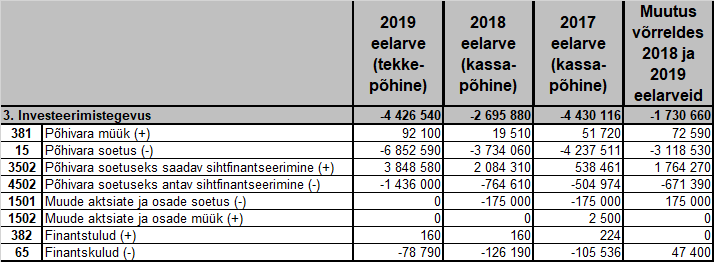 2019 eelarve (tekke-põhine) 2018 eelarve (kassa-põhine) 2017 eelarve (kassa-põhine) Muutus võrreldes 2018 ja 2019 eelarveid
3. Investeerimistegevus -4 426 540 -2 695 880 -4 430 116 -1 730 660
381 Põhivara müük (+) 92 100 19 510 51 720 72 590
15 Põhivara soetus (-) -6 852 590 -3 734 060 -4 237 511 -3 118 530
3502 Põhivara soetuseks saadav sihtfinantseerimine (+) 3 848 580 2 084 310 538 461 1 764 270
4502 Põhivara soetuseks antav sihtfinantseerimine (-) -1 436 000 -764 610 -504 974 -671 390
1501 Muude aktsiate ja osade soetus (-) 0 -175 000 -175 000 175 000
1502 Muude aktsiate ja osade müük (+) 0 0 2 500 0
382 Finantstulud (+) 160 160 224 0
65 Finantskulud (-) -78 790 -126 190 -105 536 47 400